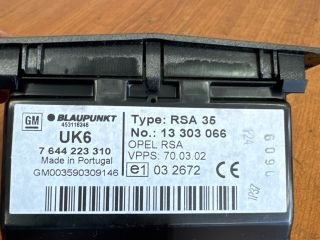 GM
BLAUPUNKT
453116245
UK6
7 644 223 310
Made in Portugal
GM003590309146
Type: RSA 35
No.: 13 303 066
OPEL RSA
VPPS: 70.03.02
e1 03 2672